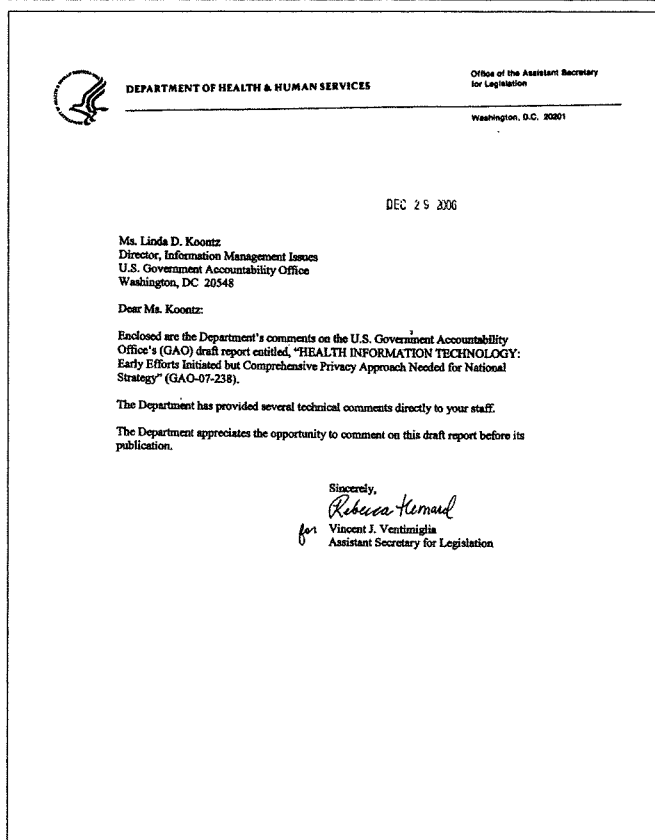 DEPARTMENT OF HEALTH & HUMAN SERVICES
Office of the Assistant Secretary
for Legislation
Washington, D.C. 20201
DEC 29 2006
Ms. Linda D. Koontz
Director, Information Management Issues
U.S. Government Accountability Office
Washington, DC 20548
Dear Ms. Koontz:
Enclosed are the Department's comments on the U.S. Government Accountability
Office's (GAO) draft report entitled, "HEALTH INFORMATION TECHNOLOGY:
Early Efforts Initiated but Comprehensive Privacy Approach Needed for National
Strategy" (GAO-07-238).
The Department has provided several technical comments directly to your staff.
The Department appreciates the opportunity to comment on this draft report before its
publication.
Sincerely,
Rebecca Hemard
for Vincent J. Ventimiglia
Assistant Secretary for Legislation